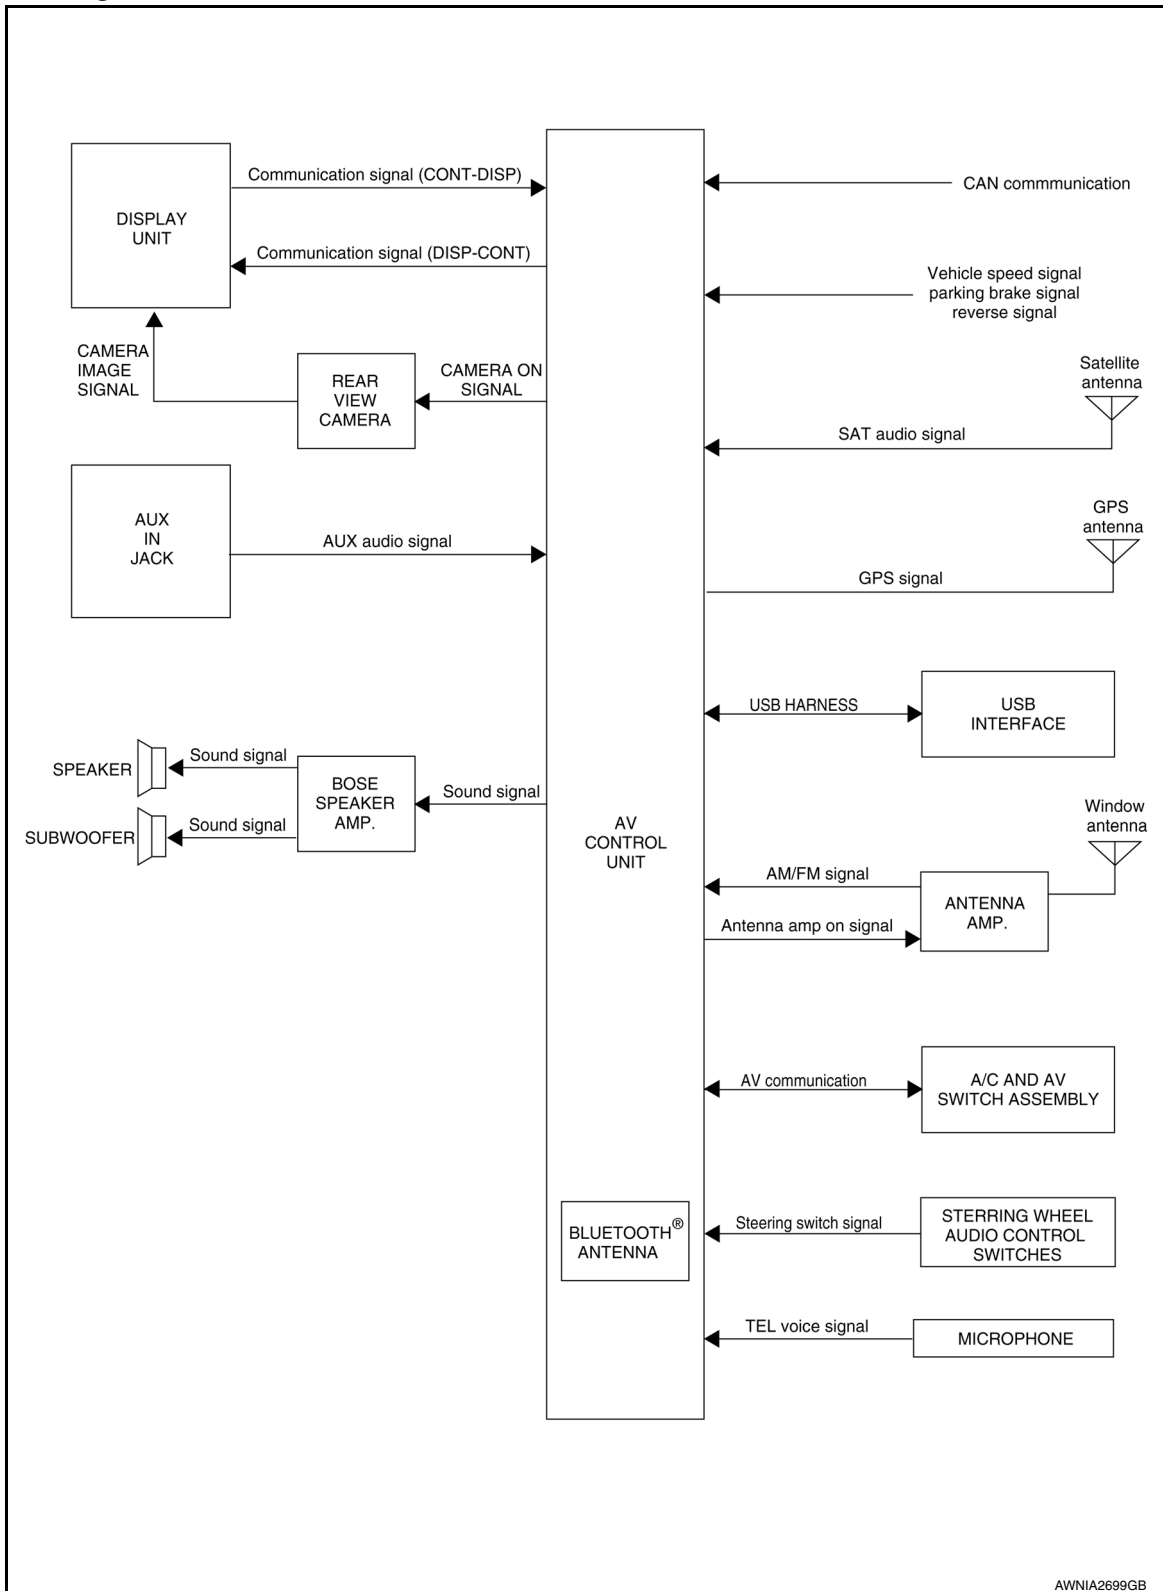 Communication signal (CONT-DISP)
DISPLAY
UNIT
Communication signal (DISP-CONT)
CAMERA
IMAGE
SIGNAL
REAR
VIEW
CAMERA
CAMERA ON
SIGNAL
AUX
IN
JACK
AUX audio signal
SPEAKER
Sound signal
SUBWOOFER
Sound signal
BOSE
SPEAKER
AMP.
Sound signal
AV
CONTROL
UNIT
BLUETOOTH®
ANTENNA
CAN commmunication
Vehicle speed signal
parking brake signal
reverse signal
Satellite
antenna
SAT audio signal
GPS
antenna
GPS signal
USB HARNESS
USB
INTERFACE
Window
antenna
AM/FM signal
Antenna amp on signal
ANTENNA
AMP.
AV communication
A/C AND AV
SWITCH ASSEMBLY
Steering switch signal
STERRING WHEEL
AUDIO CONTROL
SWITCHES
TEL voice signal
MICROPHONE
AWNIA2699GB